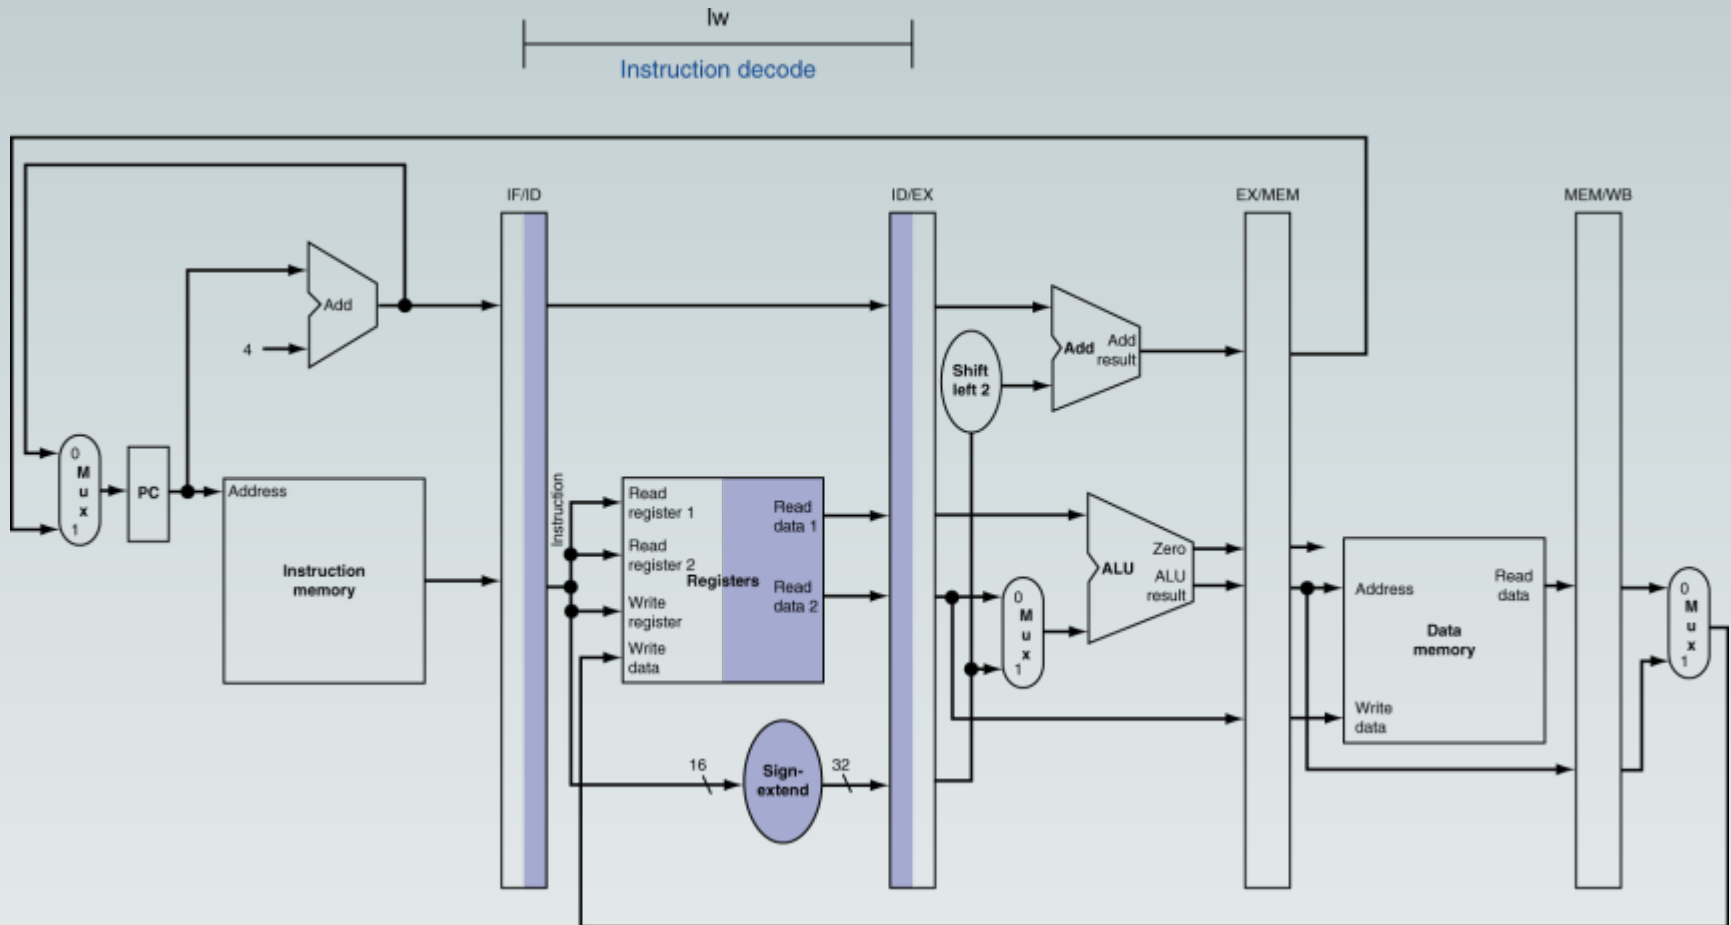 lw
Instruction decode
IF/ID
ID/EX
EX/MEM
MEM/WB
Add
4
Add
Add
result
Shift
left 2
0
M
u
x
1
PC
Address
Instruction
memory
Instruction
Read
register 1
Read
register 2
Write
register
Write
data
Registers
Read
data 1
Read
data 2
16
Sign-
extend
32
0
M
u
x
1
Zero
ALU
ALU
result
Address
Read
data
Data
memory
Write
data
0
M
u
x
1